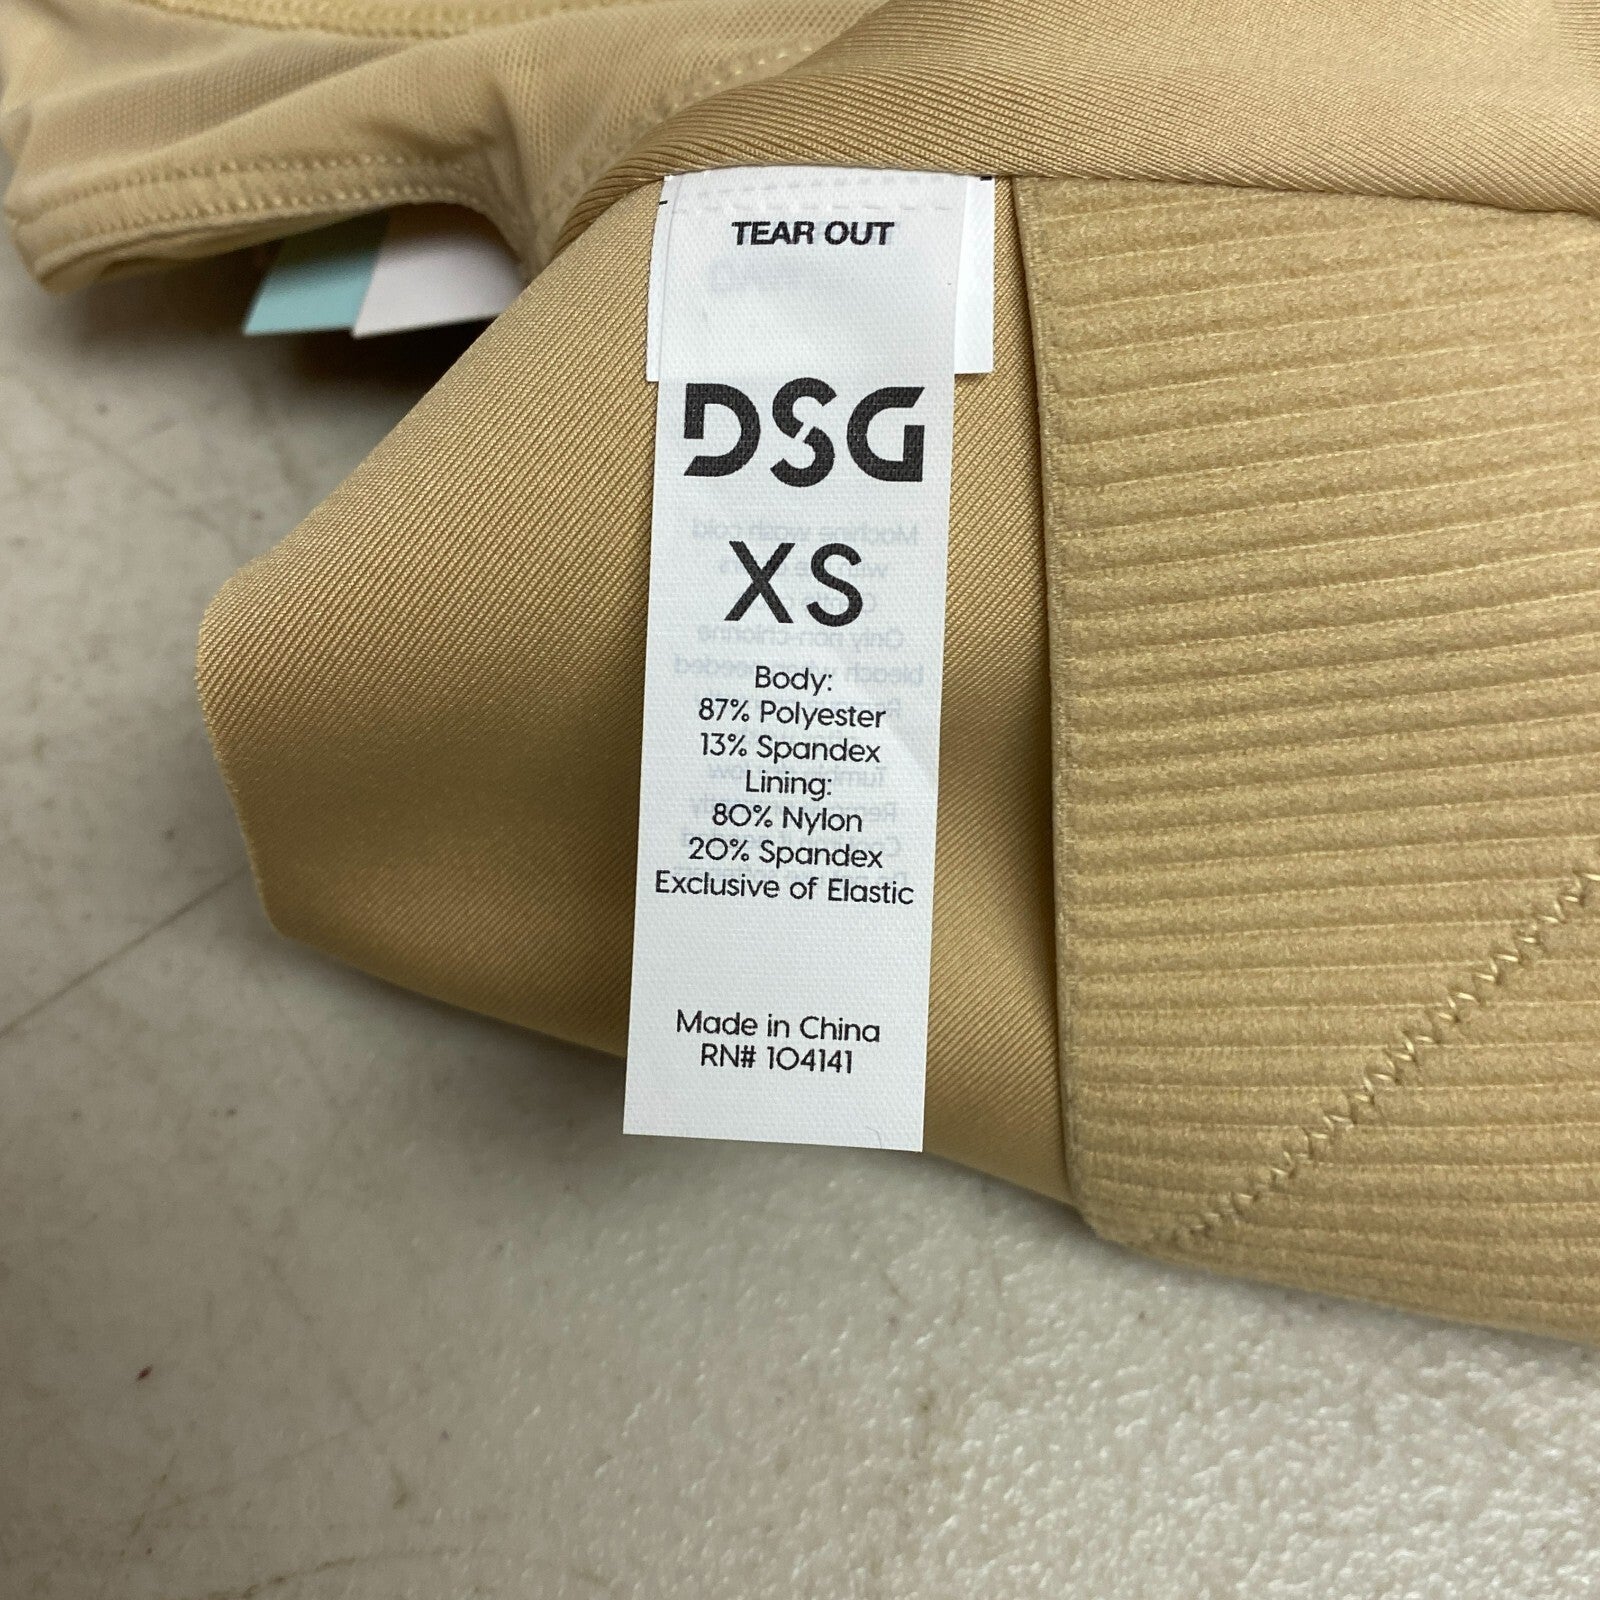 TEAR OUT
DSG
XS
Body:
87% Polyester
13% Spandex
Lining:
80% Nylon
20% Spandex
Exclusive of Elastic
Made in China
RN# 104141